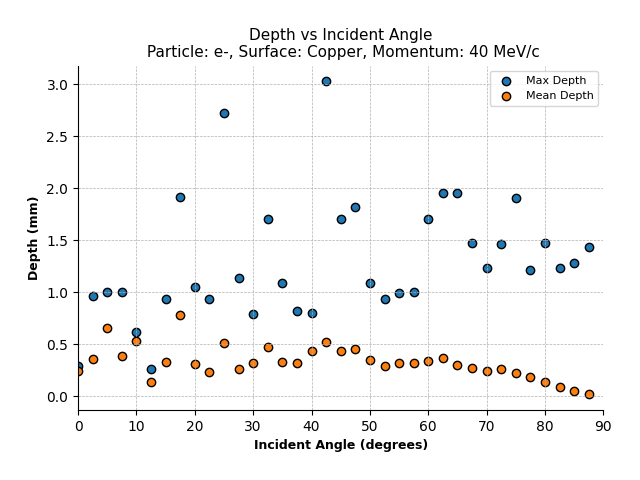 Depth vs Incident Angle
Particle: e-, Surface: Copper, Momentum: 40 MeV/c
Max Depth
Mean Depth
3.0
2.5
2.0
1.5
1.0
0.5
0.0
Depth (mm)
0 10 20 30 40 50 60 70 80 90
Incident Angle (degrees)